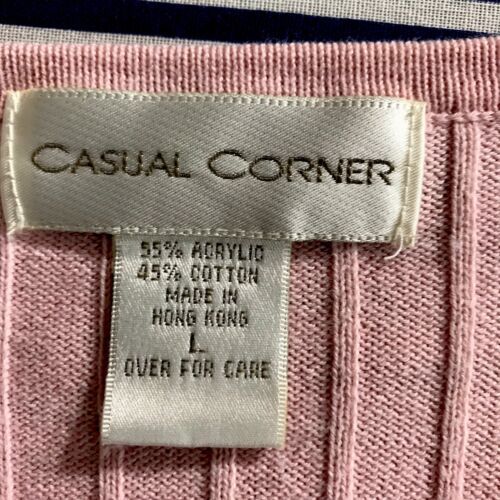 CASUAL CORNER
55% ACRYLIC
45% COTTON
MADE IN
HONG KONG
L
OVER FOR CARE